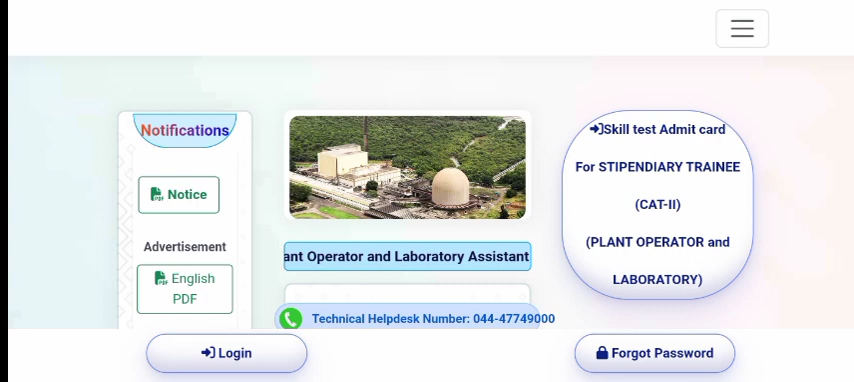 Notifications
Notice
Advertisement
English
PDF
ant Operator and Laboratory Assistant
Technical Helpdesk Number: 044-47749000
Skill test Admit card
For STIPENDIARY TRAINEE
(CAT-II)
(PLANT OPERATOR and
LABORATORY)
Login
Forgot Password